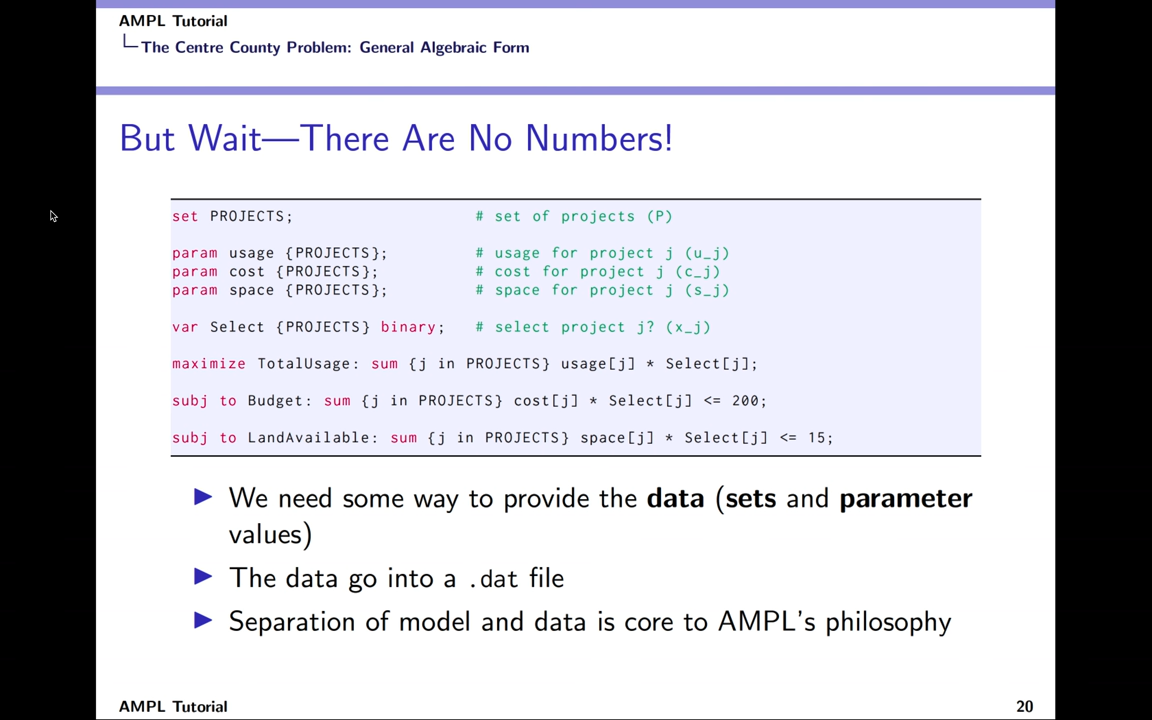 AMPL Tutorial
The Centre County Problem: General Algebraic Form
But Wait—There Are No Numbers!
set PROJECTS; # set of projects (P)
param usage {PROJECTS}; # usage for project j (u_j)
param cost {PROJECTS}; # cost for project j (c_j)
param space {PROJECTS}; # space for project j (s_j)
var Select {PROJECTS} binary; # select project j? (x_j)
maximize TotalUsage: sum {j in PROJECTS} usage[j] * Select[j];
subj to Budget: sum {j in PROJECTS} cost[j] * Select[j] <= 200;
subj to LandAvailable: sum {j in PROJECTS} space[j] * Select[j] <= 15;
We need some way to provide the data (sets and parameter
values)
The data go into a .dat file
Separation of model and data is core to AMPL's philosophy
AMPL Tutorial 20